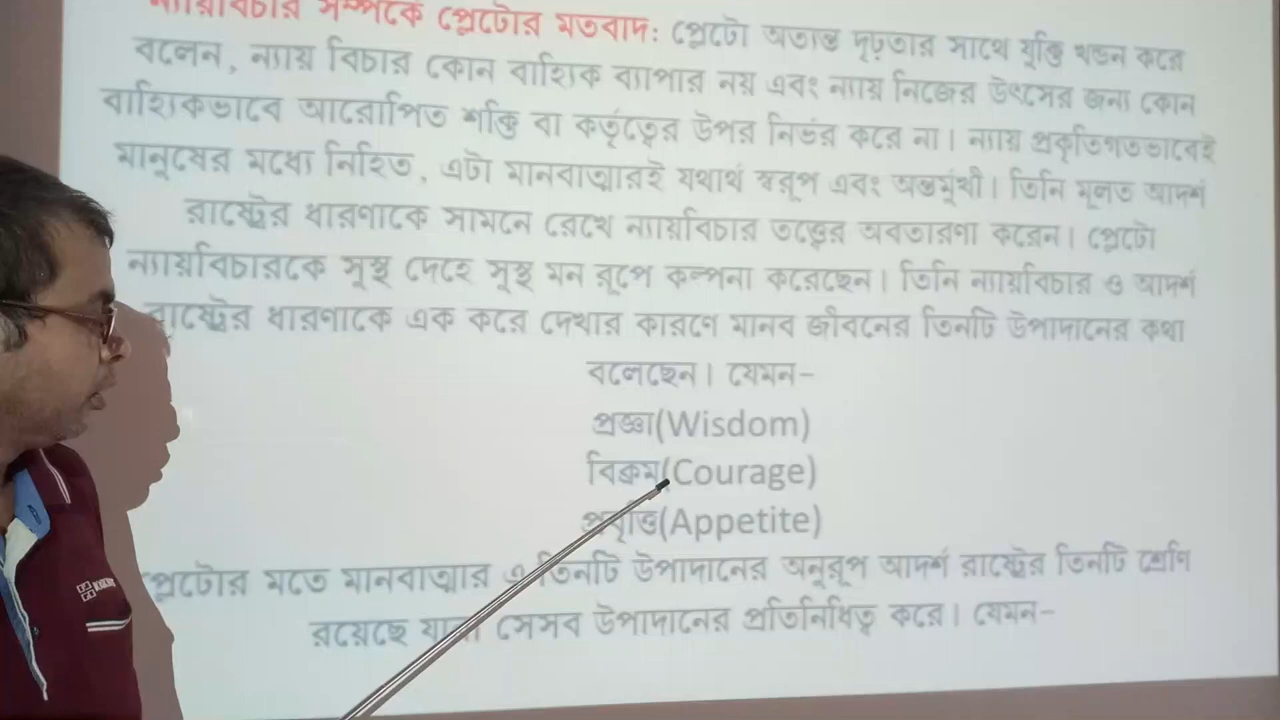 ন্যায়বিচার সম্পর্কে প্লেটোর মতবাদ: প্লেটো অত্যন্ত দৃঢ়তার সাথে যুক্তি খন্ডন করে
বলেন, ন্যায় বিচার কোন বাহ্যিক ব্যাপার নয় এবং ন্যায় নিজের উৎসের জন্য কোন
বাহ্যিকভাবে আরোপিত শক্তি বা কর্তৃত্বের উপর নির্ভর করে না। ন্যায় প্রকৃতিগতভাবেই
মানুষের মধ্যে নিহিত, এটা মানবাত্মারই যথার্থ স্বরূপ এবং অন্তর্মুখী। তিনি মূলত আদর্শ
রাষ্ট্রের ধারণাকে সামনে রেখে ন্যায়বিচার তত্ত্বের অবতারণা করেন। প্লেটো
ন্যায়বিচারকে সুস্থ দেহে সুস্থ মন রূপে কল্পনা করেছেন। তিনি ন্যায়বিচার ও আদর্শ
রাষ্ট্রের ধারণাকে এক করে দেখার কারণে মানব জীবনের তিনটি উপাদানের কথা
বলেছেন। যেমন-
প্রজ্ঞা(Wisdom)
বিক্রম(Courage)
প্রবৃত্তি(Appetite)
প্লেটোর মতে মানবাত্মার এ তিনটি উপাদানের অনুরূপ আদর্শ রাষ্ট্রের তিনটি শ্রেণি
রয়েছে যারা সেসব উপাদানের প্রতিনিধিত্ব করে। যেমন-